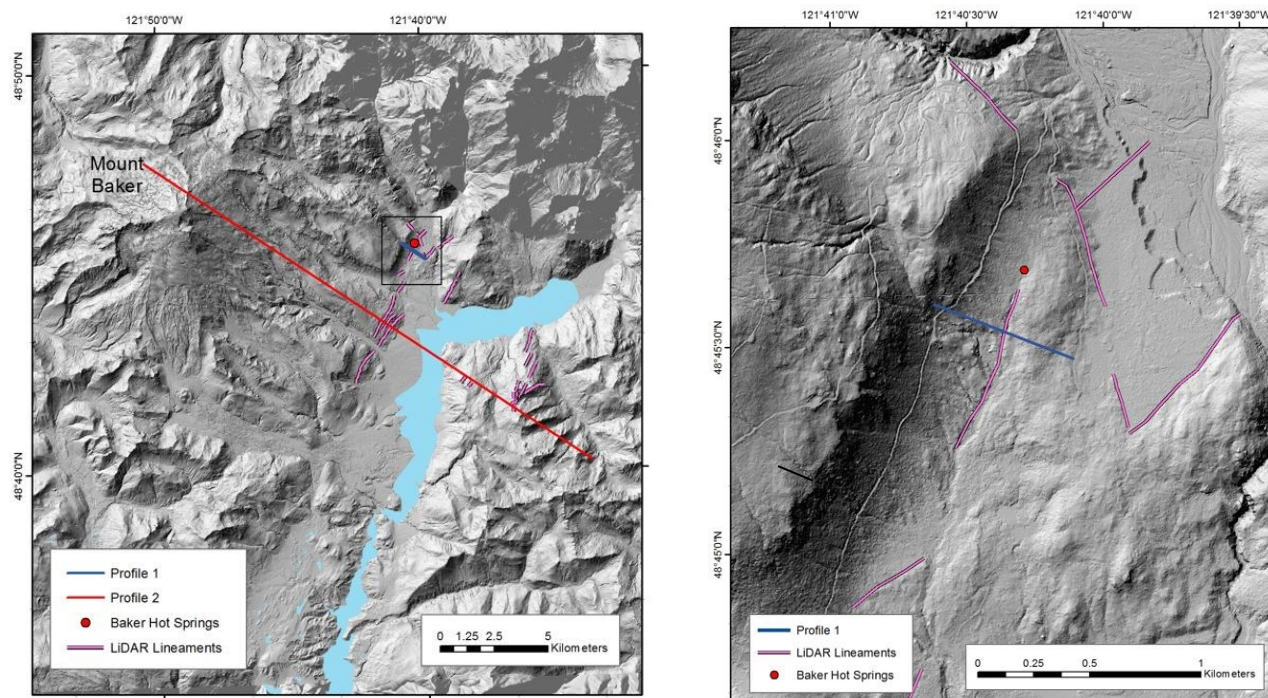 121°50'0"W 121°40'0"W
48°50'0"N
48°40'0"N
Mount
Baker
Profile 1
Profile 2
Baker Hot Springs
LiDAR Lineaments
0 1.25 2.5 5
Kilometers
121°41'0"W 121°40'30"W 121°40'0"W 121°39'30"W
48°46'0"N
48°45'30"N
48°45'0"N
Profile 1
LiDAR Lineaments
Baker Hot Springs
0 0.25 0.5 1
Kilometers